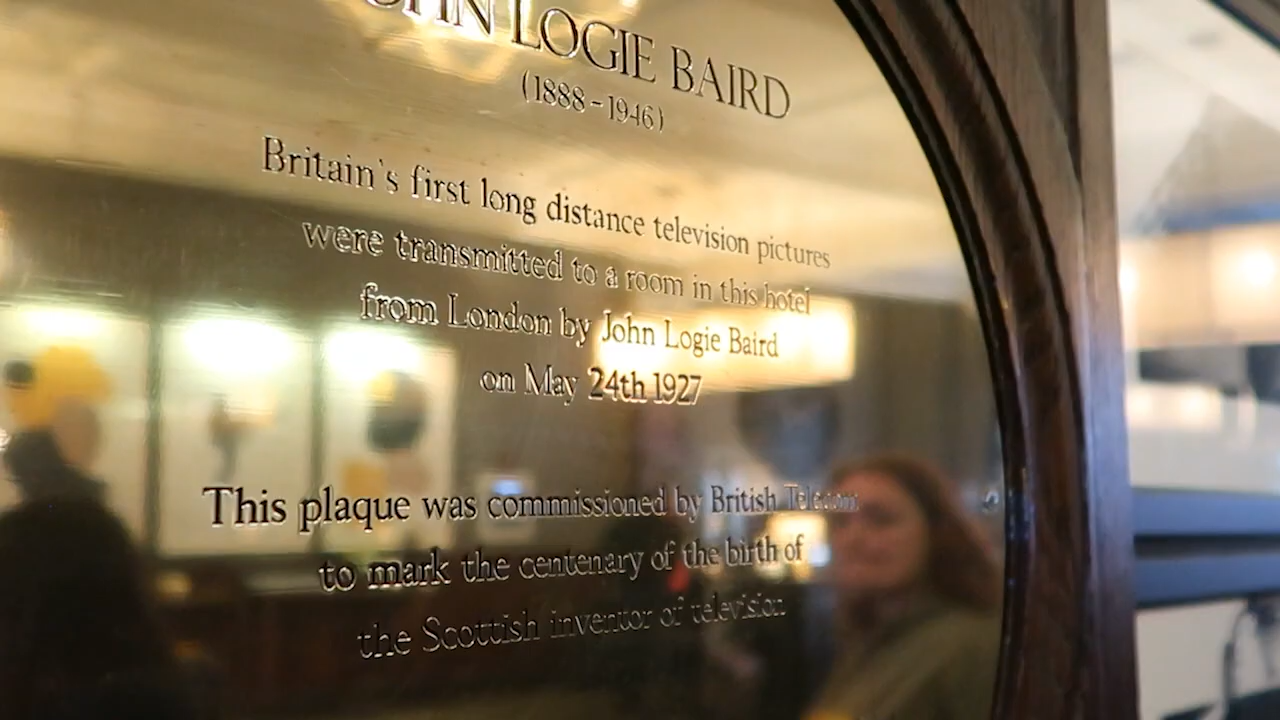 JOHN LOGIE BAIRD
(1888-1946)
Britain's first long distance television pictures
were transmitted to a room in this hotel
from London by John Logie Baird
on May 24th 1927
This plaque was commissioned by British Telecom
to mark the centenary of the birth of
the Scottish inventor of television